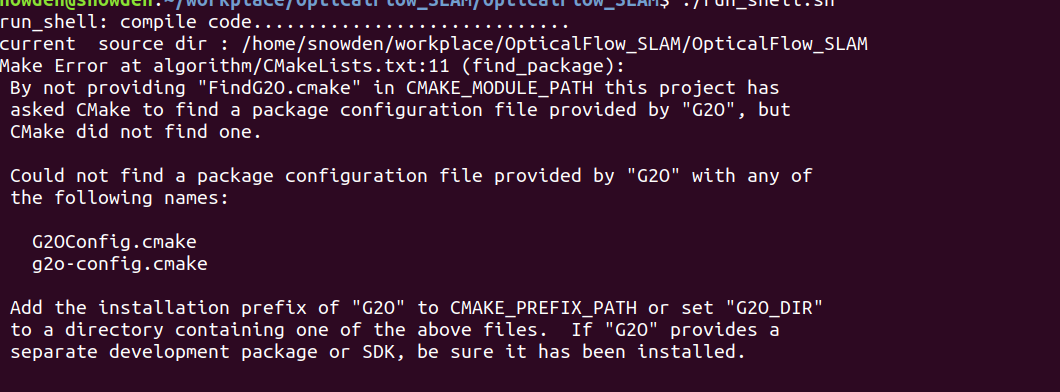 snowden@snowden:~/workplace/OpticalFlow_SLAM/OpticalFlow_SLAM$ ./run_shell.sh
run_shell: compile code.............................
current  source dir : /home/snowden/workplace/OpticalFlow_SLAM/OpticalFlow_SLAM
Make Error at algorithm/CMakeLists.txt:11 (find_package):
By not providing "FindG2O.cmake" in CMAKE_MODULE_PATH this project has
asked CMake to find a package configuration file provided by "G2O", but
CMake did not find one.
Could not find a package configuration file provided by "G2O" with any of
the following names:
G2OConfig.cmake
g2o-config.cmake
Add the installation prefix of "G2O" to CMAKE_PREFIX_PATH or set "G2O_DIR"
to a directory containing one of the above files.  If "G2O" provides a
separate development package or SDK, be sure it has been installed.